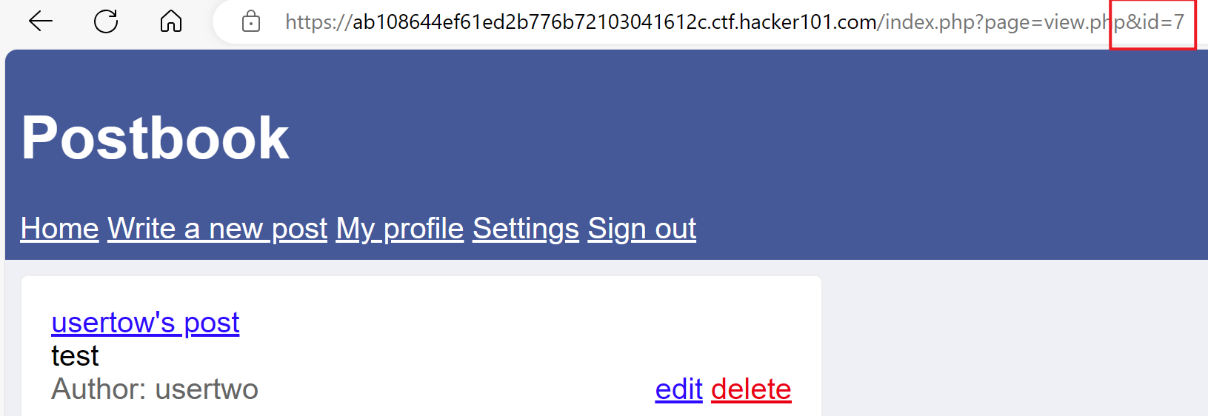 https://ab108644ef61ed2b776b72103041612c.ctf.hacker101.com/index.php?page=view.php&id=7
Postbook
Home Write a new post My profile Settings Sign out
usertow's post
test
Author: usertwo edit delete